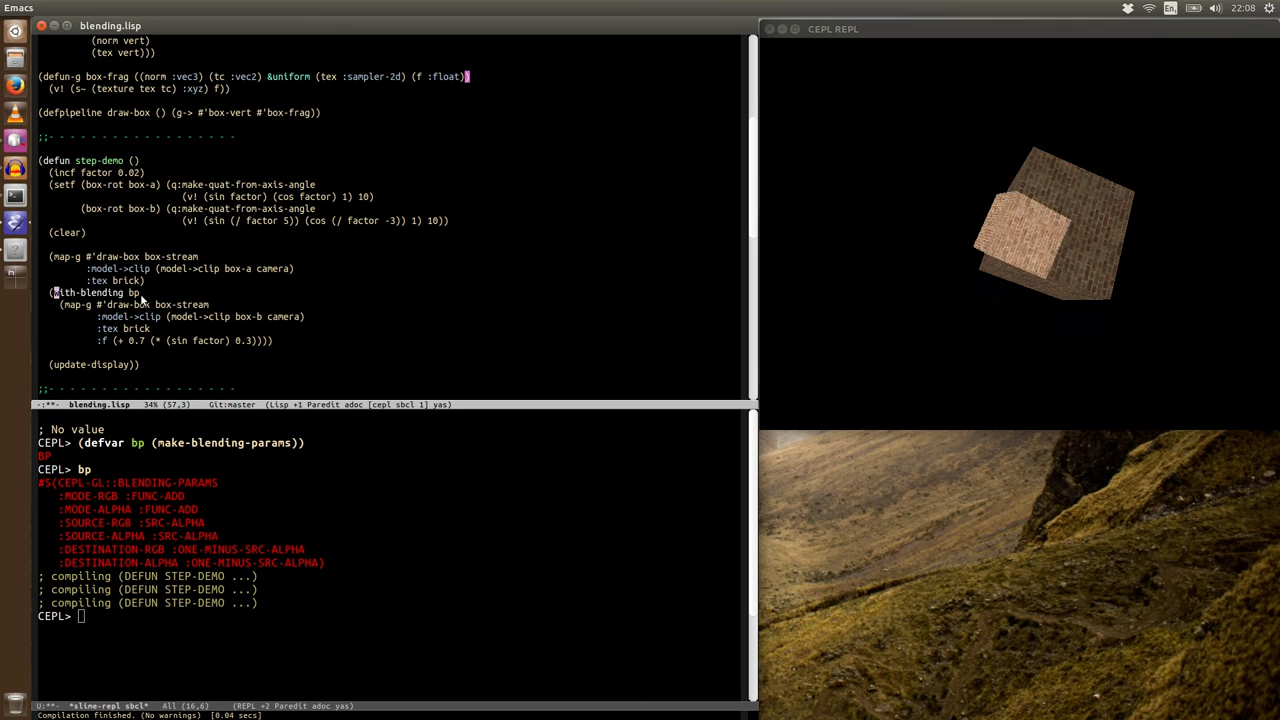 Emacs
En
22:08
blending.lisp
CEPL REPL
(norm vert)
(tex vert)))
(defun-g box-frag ((norm :vec3) (tc :vec2) &uniform (tex :sampler-2d) (f :float))
(v! (s~ (texture tex tc) :xyz) f))
(defpipeline draw-box () (g-> #'box-vert #'box-frag))
;;- - - - - - - - - - - - - - - - - -
(defun step-demo ()
(incf factor 0.02)
(setf (box-rot box-a) (q:make-quat-from-axis-angle
(v! (sin factor) (cos factor) 1) 10)
(box-rot box-b) (q:make-quat-from-axis-angle
(v! (sin (/ factor 5)) (cos (/ factor -3)) 1) 10))
(clear)
(map-g #'draw-box box-stream
:model->clip (model->clip box-a camera)
:tex brick)
(with-blending bp
(map-g #'draw-box box-stream
:model->clip (model->clip box-b camera)
:tex brick
:f (+ 0.7 (* (sin factor) 0.3))))
(update-display))
;;- - - - - - - - - - - - - - - - - -
-:**- blending.lisp 34% (57,3) Git:master (Lisp +1 Paredit adoc [cepl sbcl 1] yas)
; No value
CEPL> (defvar bp (make-blending-params))
BP
CEPL> bp
#S(CEPL-GL::BLENDING-PARAMS
:MODE-RGB :FUNC-ADD
:MODE-ALPHA :FUNC-ADD
:SOURCE-RGB :SRC-ALPHA
:SOURCE-ALPHA :SRC-ALPHA
:DESTINATION-RGB :ONE-MINUS-SRC-ALPHA
:DESTINATION-ALPHA :ONE-MINUS-SRC-ALPHA)
; compiling (DEFUN STEP-DEMO ...)
; compiling (DEFUN STEP-DEMO ...)
; compiling (DEFUN STEP-DEMO ...)
CEPL>
U:**- *slime-repl sbcl* All (16,6) (REPL +2 Paredit adoc yas)
Compilation finished. (No warnings) [0.04 secs]